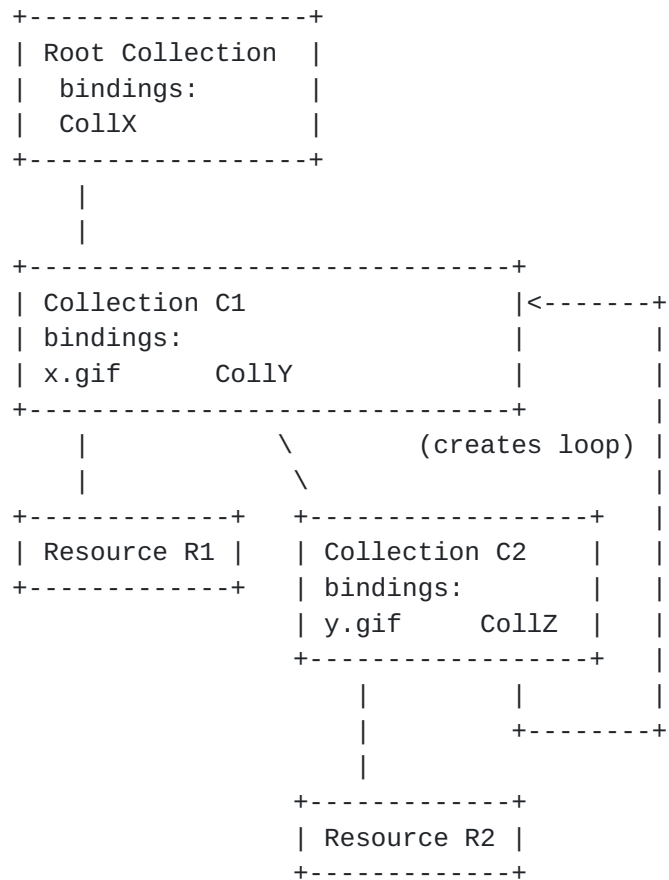 Root Collection
bindings:
CollX
Collection C1
bindings:
x.gif CollY
(creates loop)
Resource R1
Collection C2
bindings:
y.gif CollZ
Resource R2